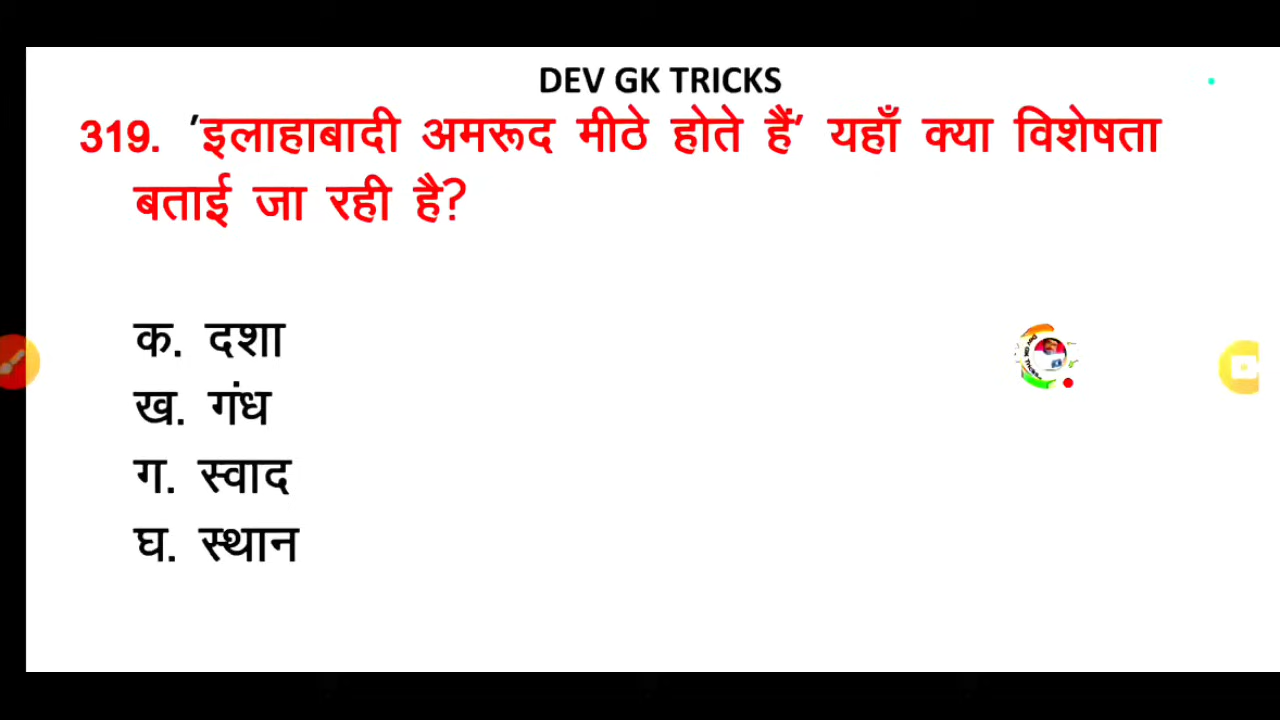 DEV GK TRICKS
319. 'इलाहाबादी अमरूद मीठे होते हैं' यहाँ क्या विशेषता
बताई जा रही है?
क. दशा
ख. गंध
ग. स्वाद
घ. स्थान